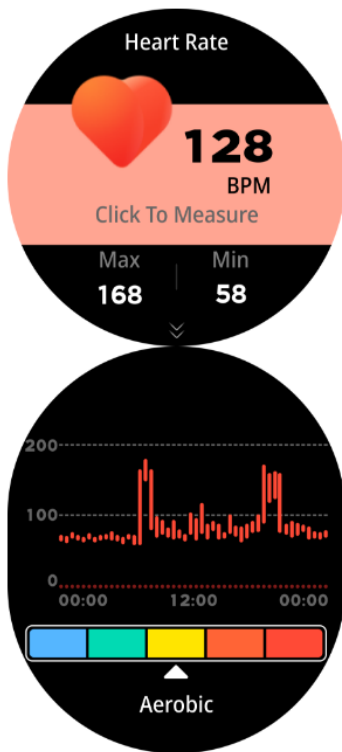 Heart Rate
128
BPM
Click To Measure
Max Min
168 58
200
100
0
00:00 12:00 00:00
Aerobic